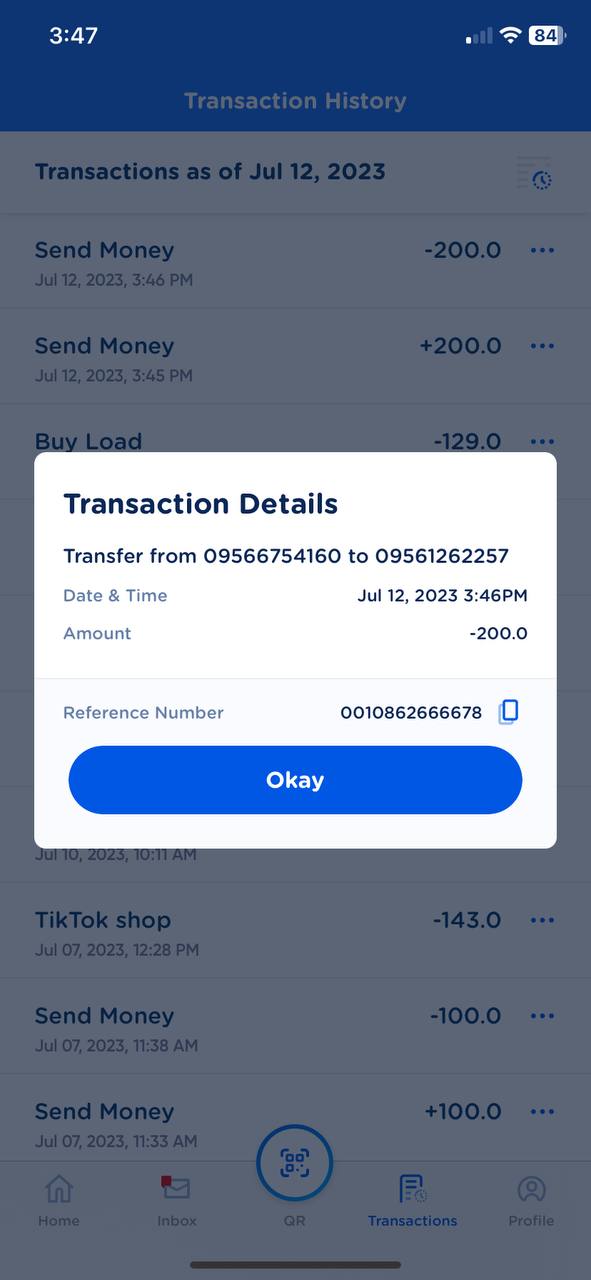 3:47
84
Transaction History
Transactions as of Jul 12, 2023
Send Money -200.0
Jul 12, 2023, 3:46 PM
Send Money +200.0
Jul 12, 2023, 3:45 PM
Buy Load -129.0
Transaction Details
Transfer from 09566754160 to 09561262257
Date & Time Jul 12, 2023 3:46PM
Amount -200.0
Reference Number 0010862666678
Okay
Jul 10, 2023, 10:11 AM
TikTok shop -143.0
Jul 07, 2023, 12:28 PM
Send Money -100.0
Jul 07, 2023, 11:38 AM
Send Money +100.0
Jul 07, 2023, 11:33 AM
Home Inbox QR Transactions Profile